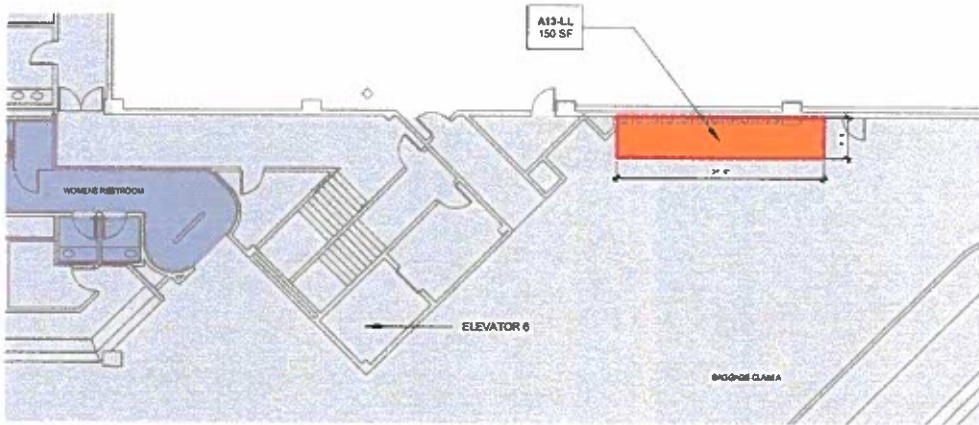 A13-LL
150 SF
WOMENS RESTROOM
ELEVATOR 6
BAGGAGE CLAIM A